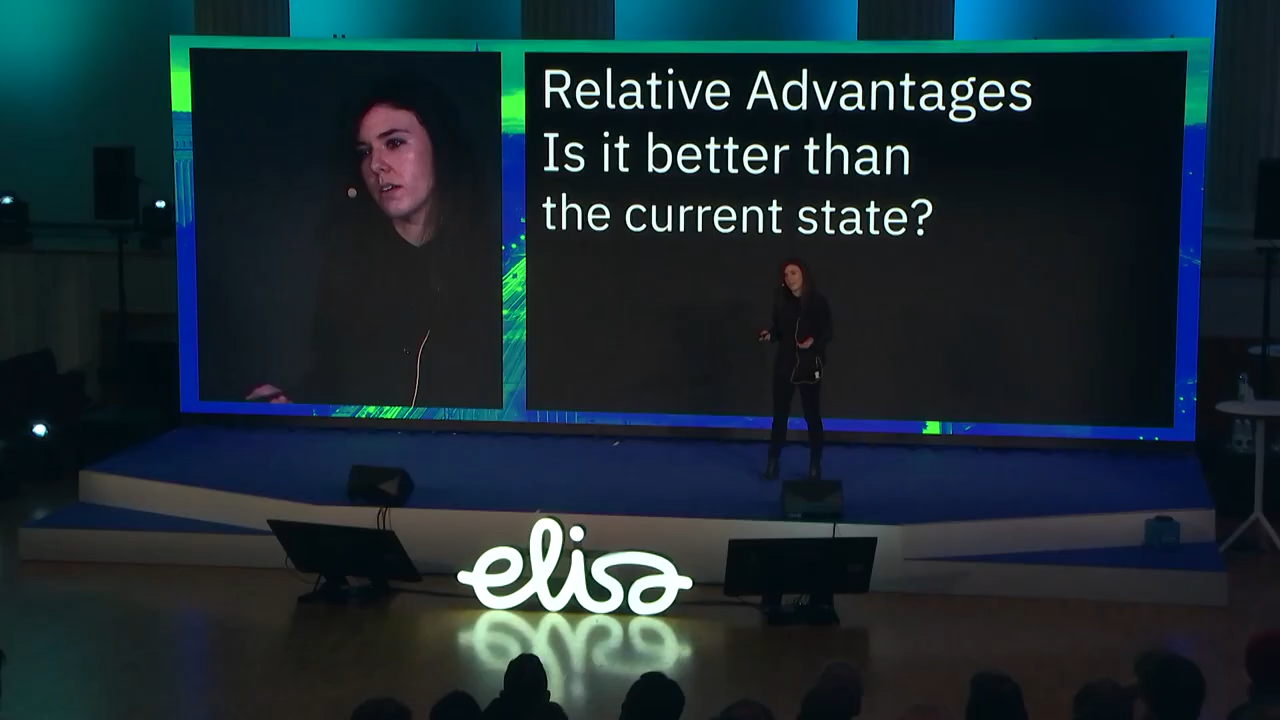 Relative Advantages
Is it better than
the current state?
elisa